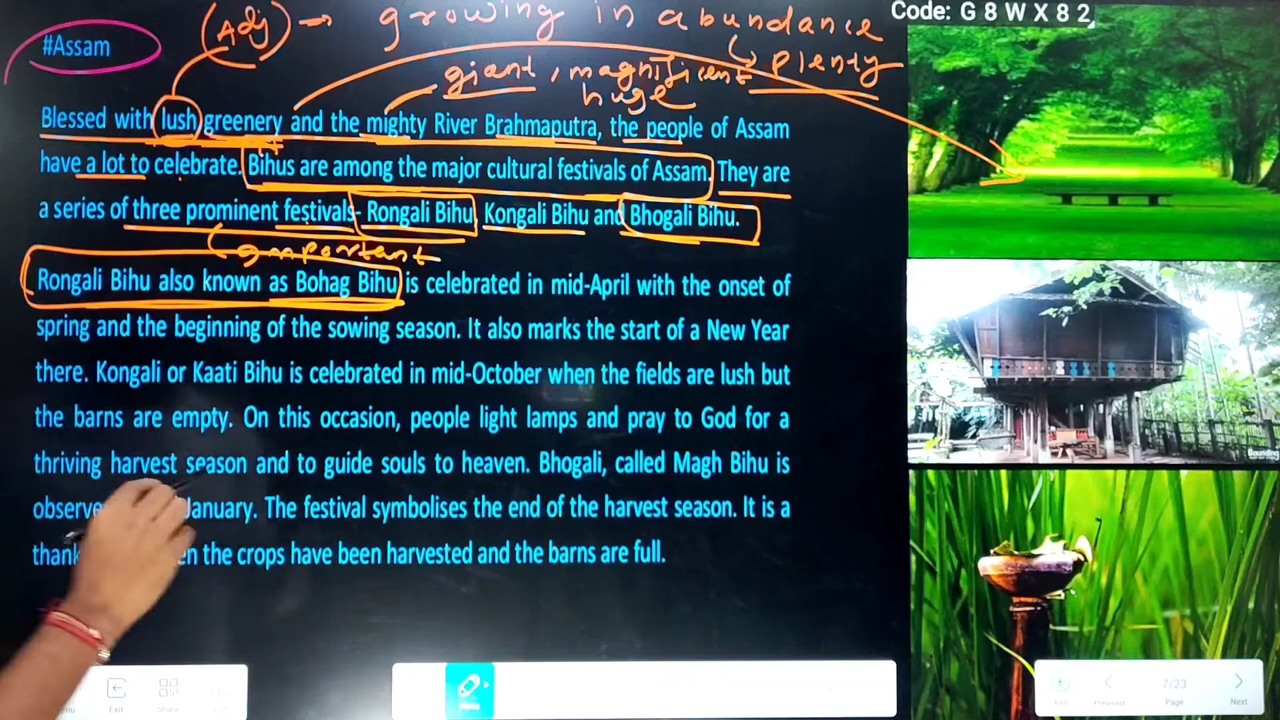 (Adj) → growing in abundance
Code: G 8 W X 8 2
#Assam
plenty
giant, magnificent
huge
Blessed with lush greenery and the mighty River Brahmaputra, the people of Assam
have a lot to celebrate. Bihus are among the major cultural festivals of Assam. They are
a series of three prominent festivals- Rongali Bihu, Kongali Bihu and Bhogali Bihu.
important
Rongali Bihu also known as Bohag Bihu is celebrated in mid-April with the onset of
spring and the beginning of the sowing season. It also marks the start of a New Year
there. Kongali or Kaati Bihu is celebrated in mid-October when the fields are lush but
the barns are empty. On this occasion, people light lamps and pray to God for a
thriving harvest season and to guide souls to heaven. Bhogali, called Magh Bihu is
January. The festival symbolises the end of the harvest season. It is a
the crops have been harvested and the barns are full.
Exit
Share
7/23
Page
Next